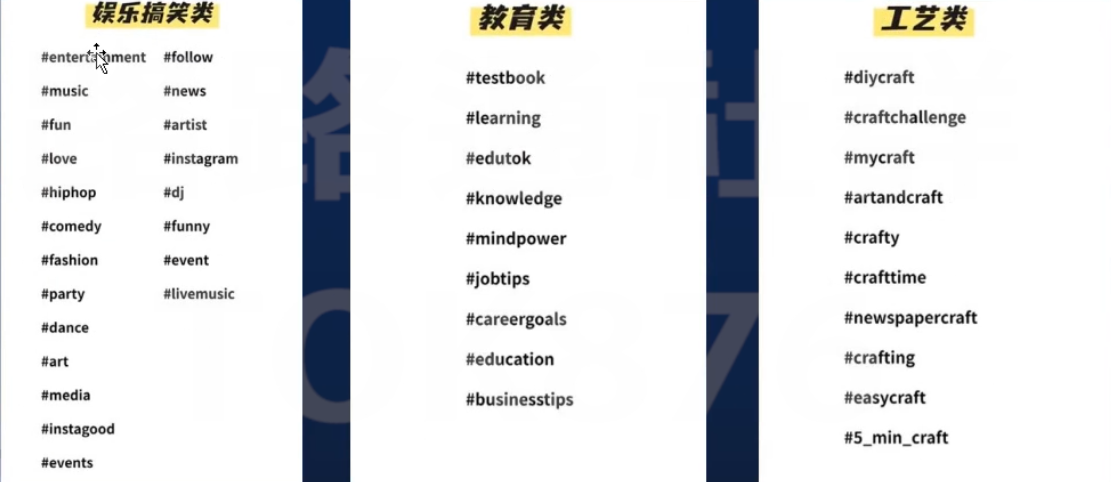 娱乐搞笑类
#entertainment #follow
#music #news
#fun #artist
#love #instagram
#hiphop #dj
#comedy #funny
#fashion #event
#party #livemusic
#dance
#art
#media
#instagood
#events
教育类
#testbook
#learning
#edutok
#knowledge
#mindpower
#jobtips
#careergoals
#education
#businesstips
工艺类
#diycraft
#craftchallenge
#mycraft
#artandcraft
#crafty
#crafttime
#newspapercraft
#crafting
#easycraft
#5_min_craft